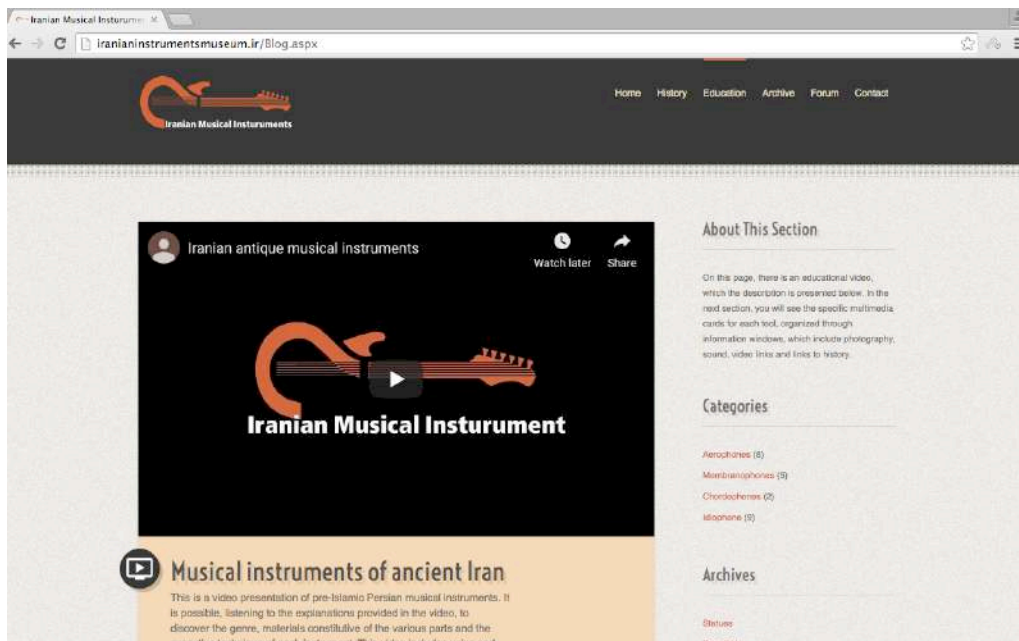 Iranian Musical Insturumen
iranianinstrumentsmuseum.ir/Blog.aspx
Iranian Musical Insturuments
Home History Education Archive Forum Contact
Iranian antique musical instruments
Watch later Share
Iranian Musical Insturument
Musical instruments of ancient Iran
This is a video presentation of pre-Islamic Persian musical instruments. It
is possible, listening to the explanations provided in the video, to
discover the genre, materials constitutive of the various parts and the
About This Section
On this page, there is an educational video,
which the description is presented below. In the
next section, you will see the specific multimedia
cards for each tool, organized through
information windows, which include photography,
sound, video links and links to history.
Categories
Aerophones (8)
Membranophones (5)
Chordophones (2)
Idiophone (9)
Archives
Statues